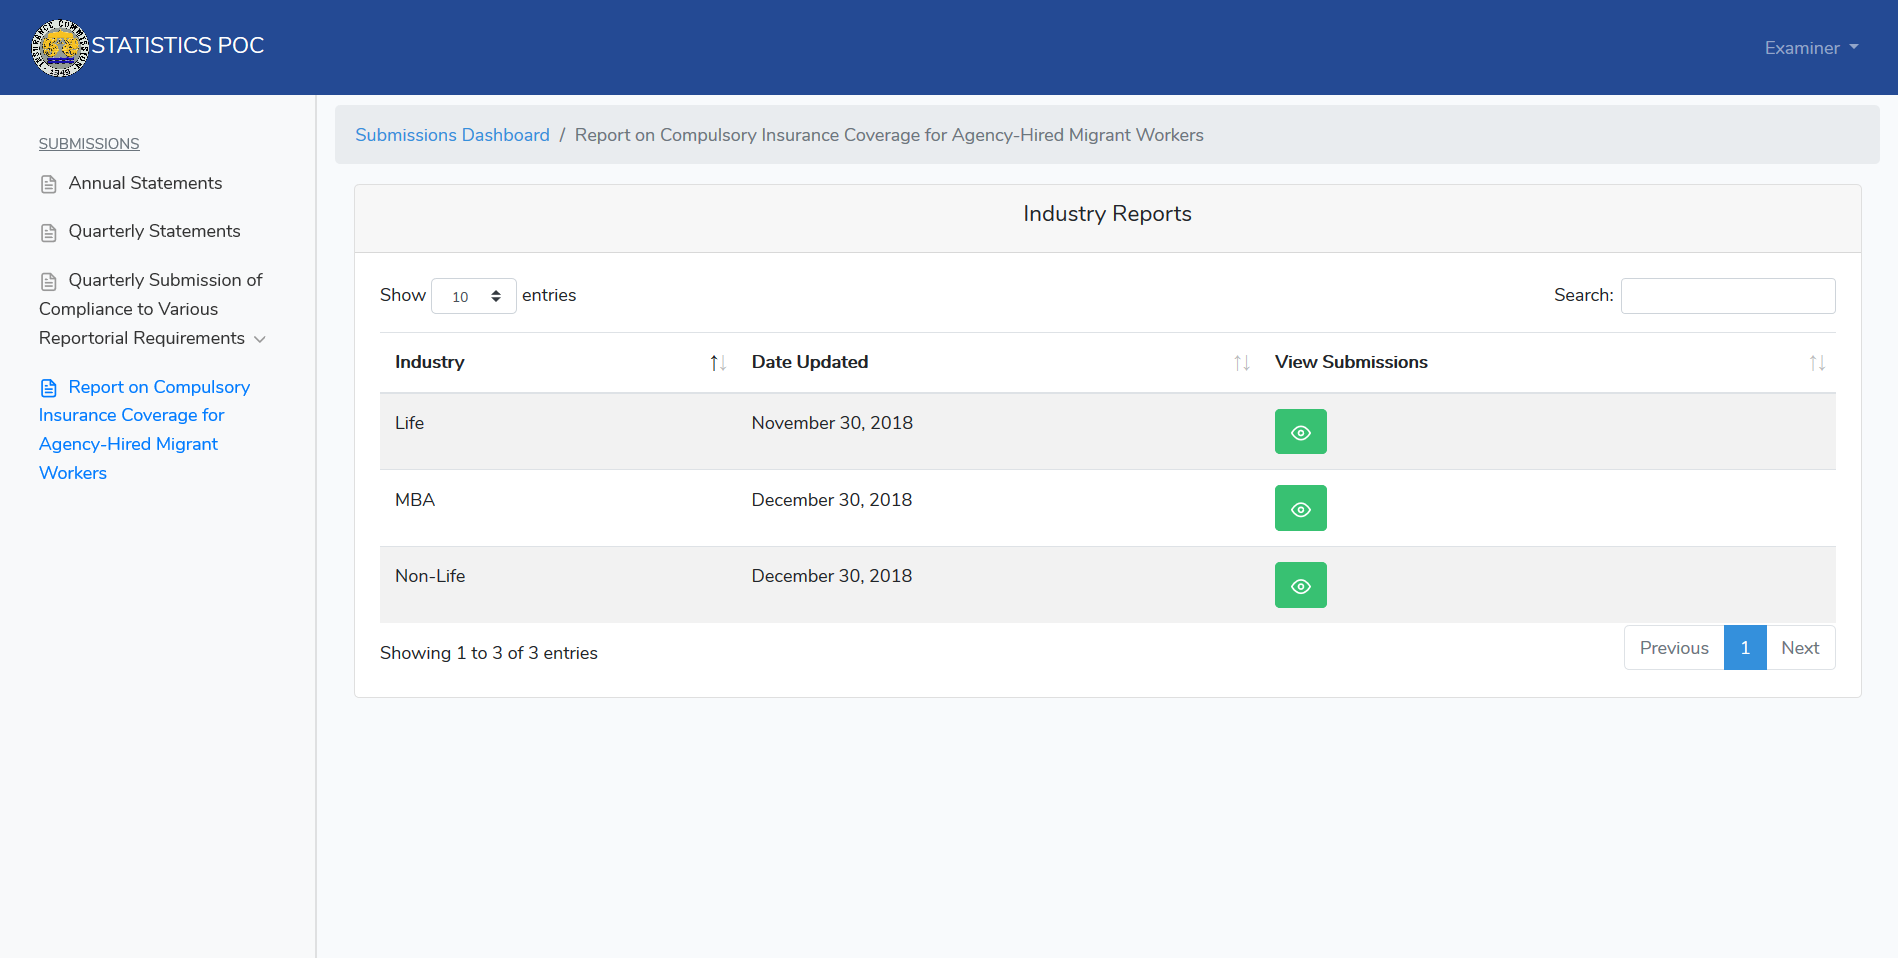 INSURANCE COMMISSION
STATISTICS POC
Examiner
SUBMISSIONS
Annual Statements
Quarterly Statements
Quarterly Submission of
Compliance to Various
Reportorial Requirements
Report on Compulsory
Insurance Coverage for
Agency-Hired Migrant
Workers
Submissions Dashboard / Report on Compulsory Insurance Coverage for Agency-Hired Migrant Workers
Industry Reports
Show 10 entries
Search:
Industry Date Updated View Submissions
Life November 30, 2018
MBA December 30, 2018
Non-Life December 30, 2018
Showing 1 to 3 of 3 entries
Previous 1 Next